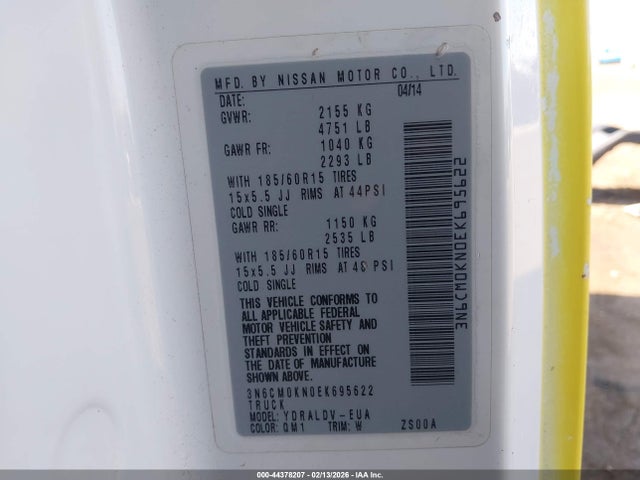 MFD. BY NISSAN MOTOR CO., LTD.
DATE: 04/14
GVWR: 2155 KG
4751 LB
GAWR FR: 1040 KG
2293 LB
WITH 185/60R15 TIRES
15x5.5 JJ RIMS AT 44PSI
COLD SINGLE
GAWR RR: 1150 KG
2535 LB
WITH 185/60R15 TIRES
15x5.5 JJ RIMS AT 48 PSI
COLD SINGLE
THIS VEHICLE CONFORMS TO
ALL APPLICABLE FEDERAL
MOTOR VEHICLE SAFETY AND
THEFT PREVENTION
STANDARDS IN EFFECT ON
THE DATE OF MANUFACTURE
SHOWN ABOVE.
3N6CM0KN0EK695622
TRUCK
MODEL: YDRALDV-EUA
COLOR: QM1 TRIM: W ZS00A
3N6CM0KN0EK695622
000-44378207 - 02/13/2026 - IAAI.com